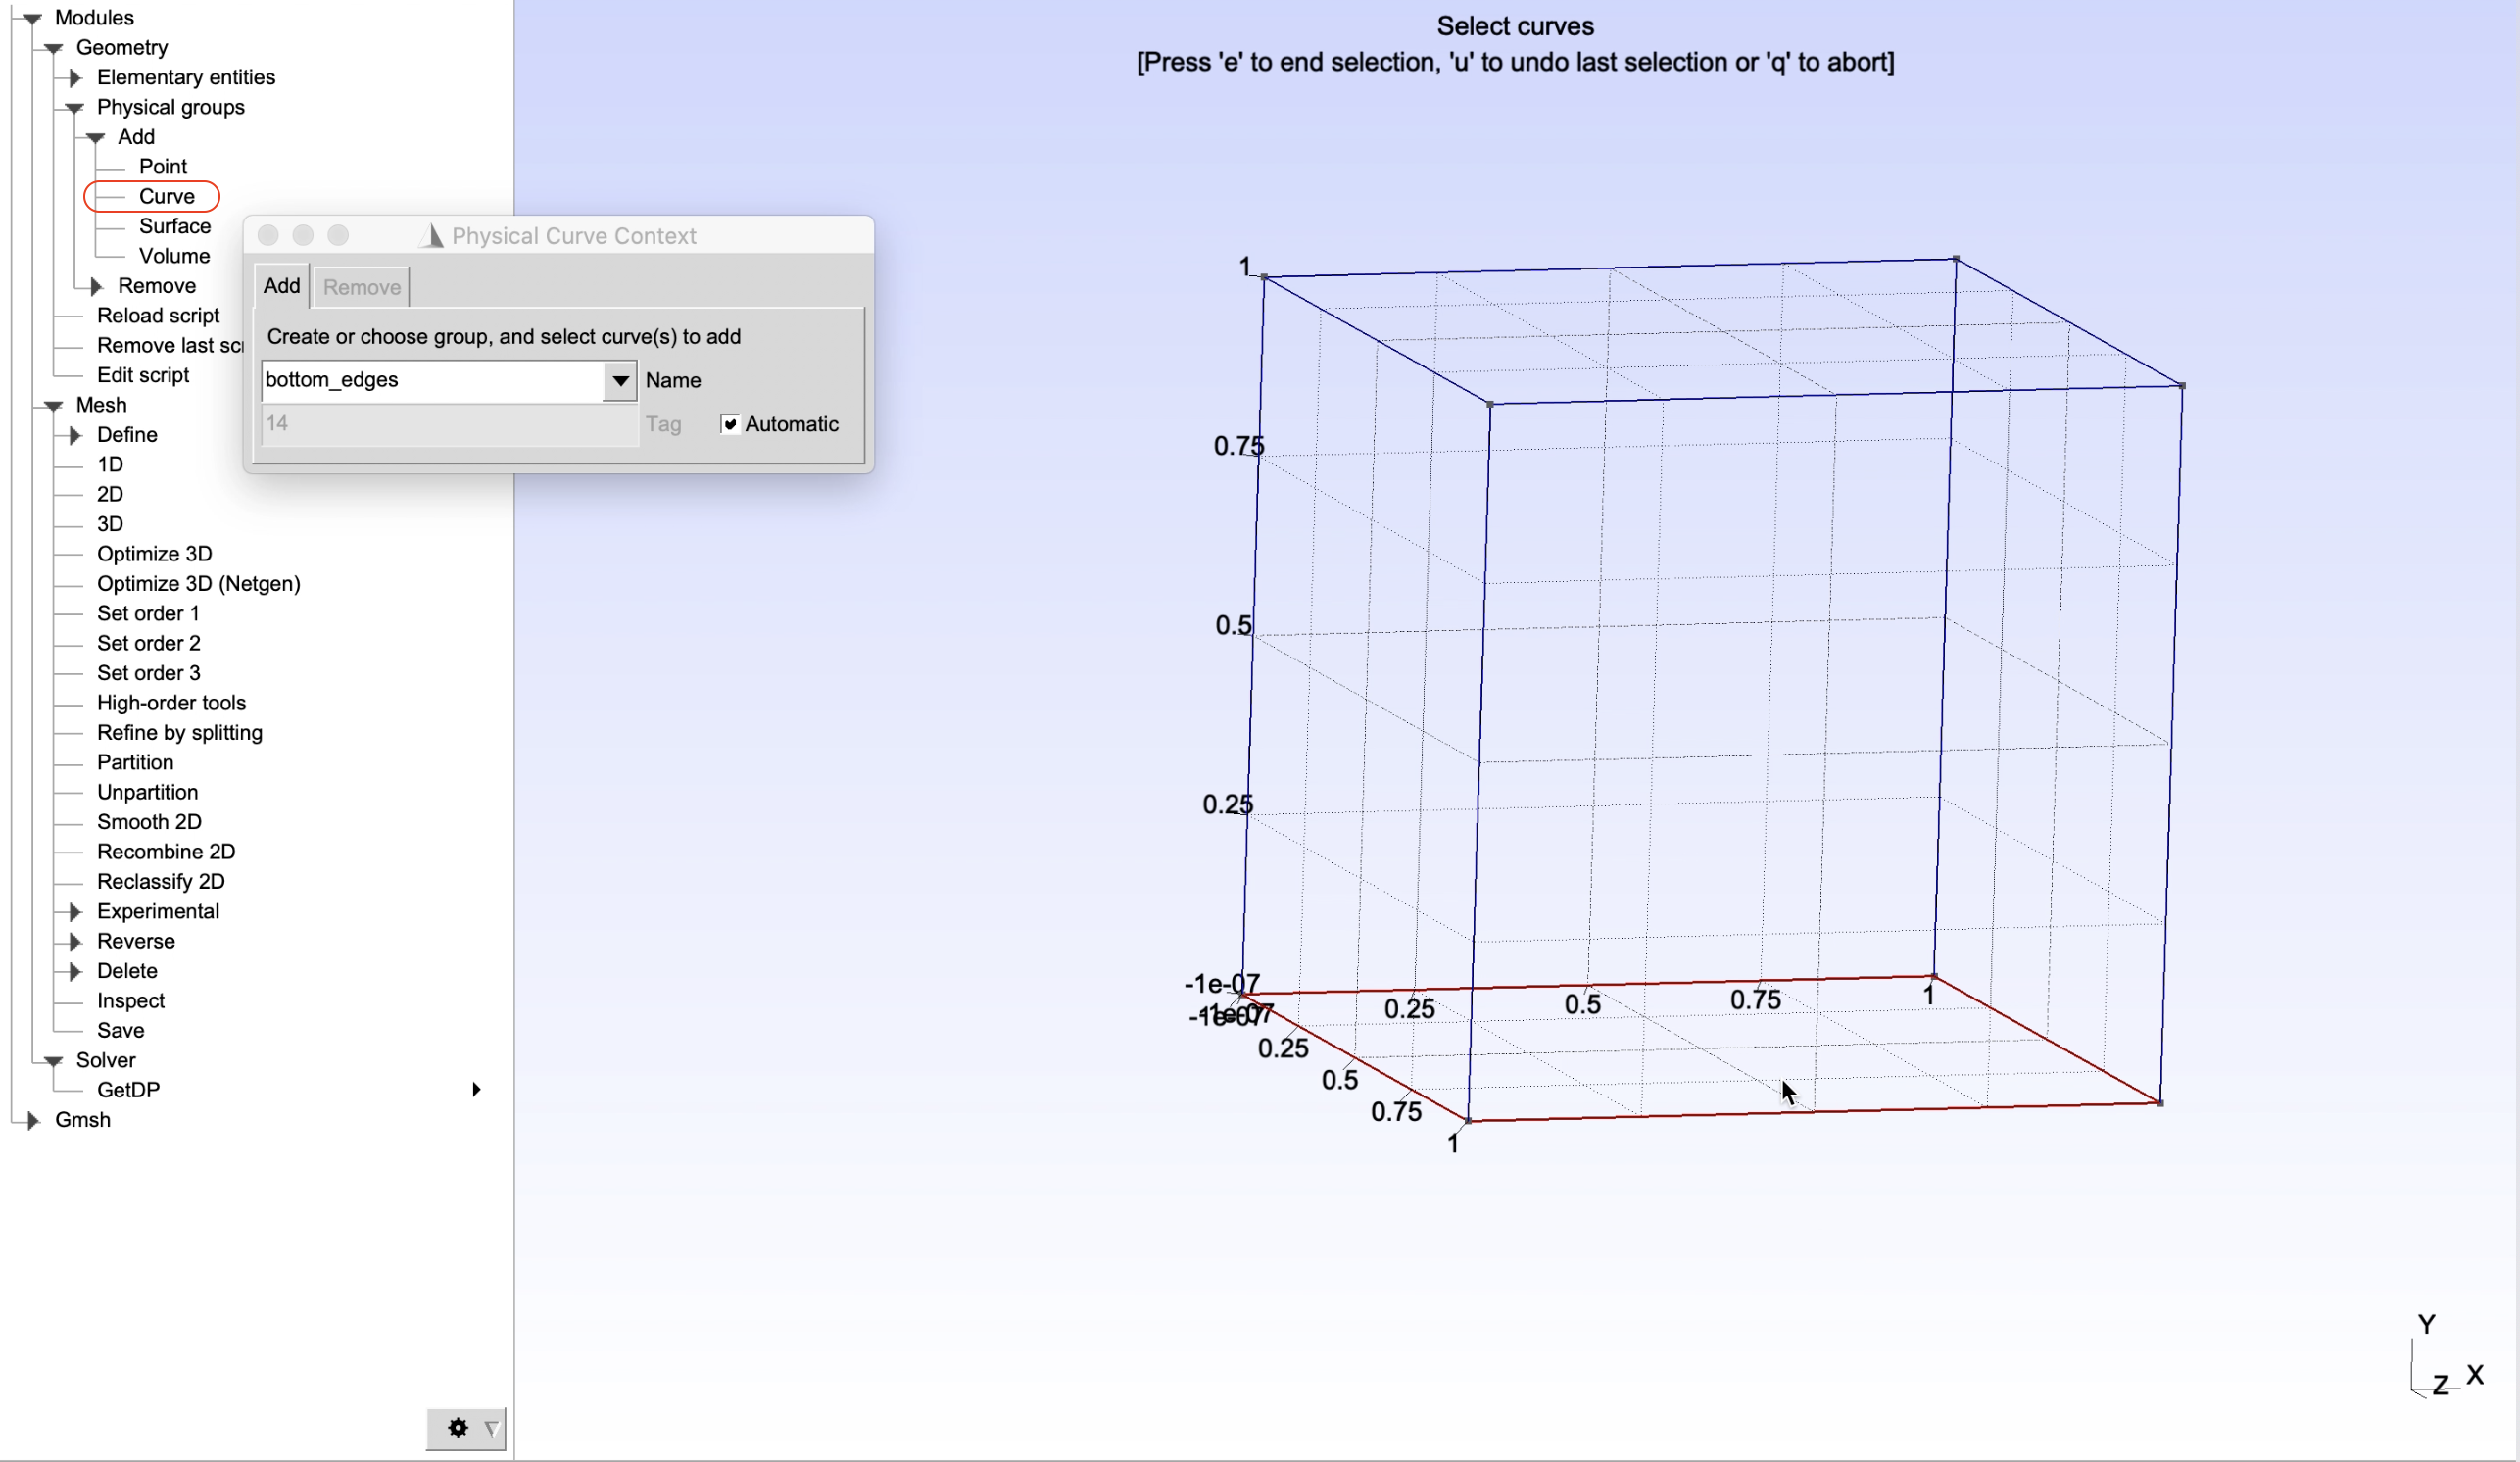 Modules
Geometry
Elementary entities
Physical groups
Add
Point
Curve
Surface
Volume
Remove
Reload script
Remove last scr
Edit script
Mesh
Define
1D
2D
3D
Optimize 3D
Optimize 3D (Netgen)
Set order 1
Set order 2
Set order 3
High-order tools
Refine by splitting
Partition
Unpartition
Smooth 2D
Recombine 2D
Reclassify 2D
Experimental
Reverse
Delete
Inspect
Save
Solver
GetDP
Gmsh
Physical Curve Context
Add Remove
Create or choose group, and select curve(s) to add
bottom_edges Name
14 Tag Automatic
Select curves
[Press 'e' to end selection, 'u' to undo last selection or 'q' to abort]
1
0.75
0.5
0.25
-1e-07
-1e-07
-1e-07
0.25 0.5 0.75 1
0.25
0.5
0.75
1
Y
Z X